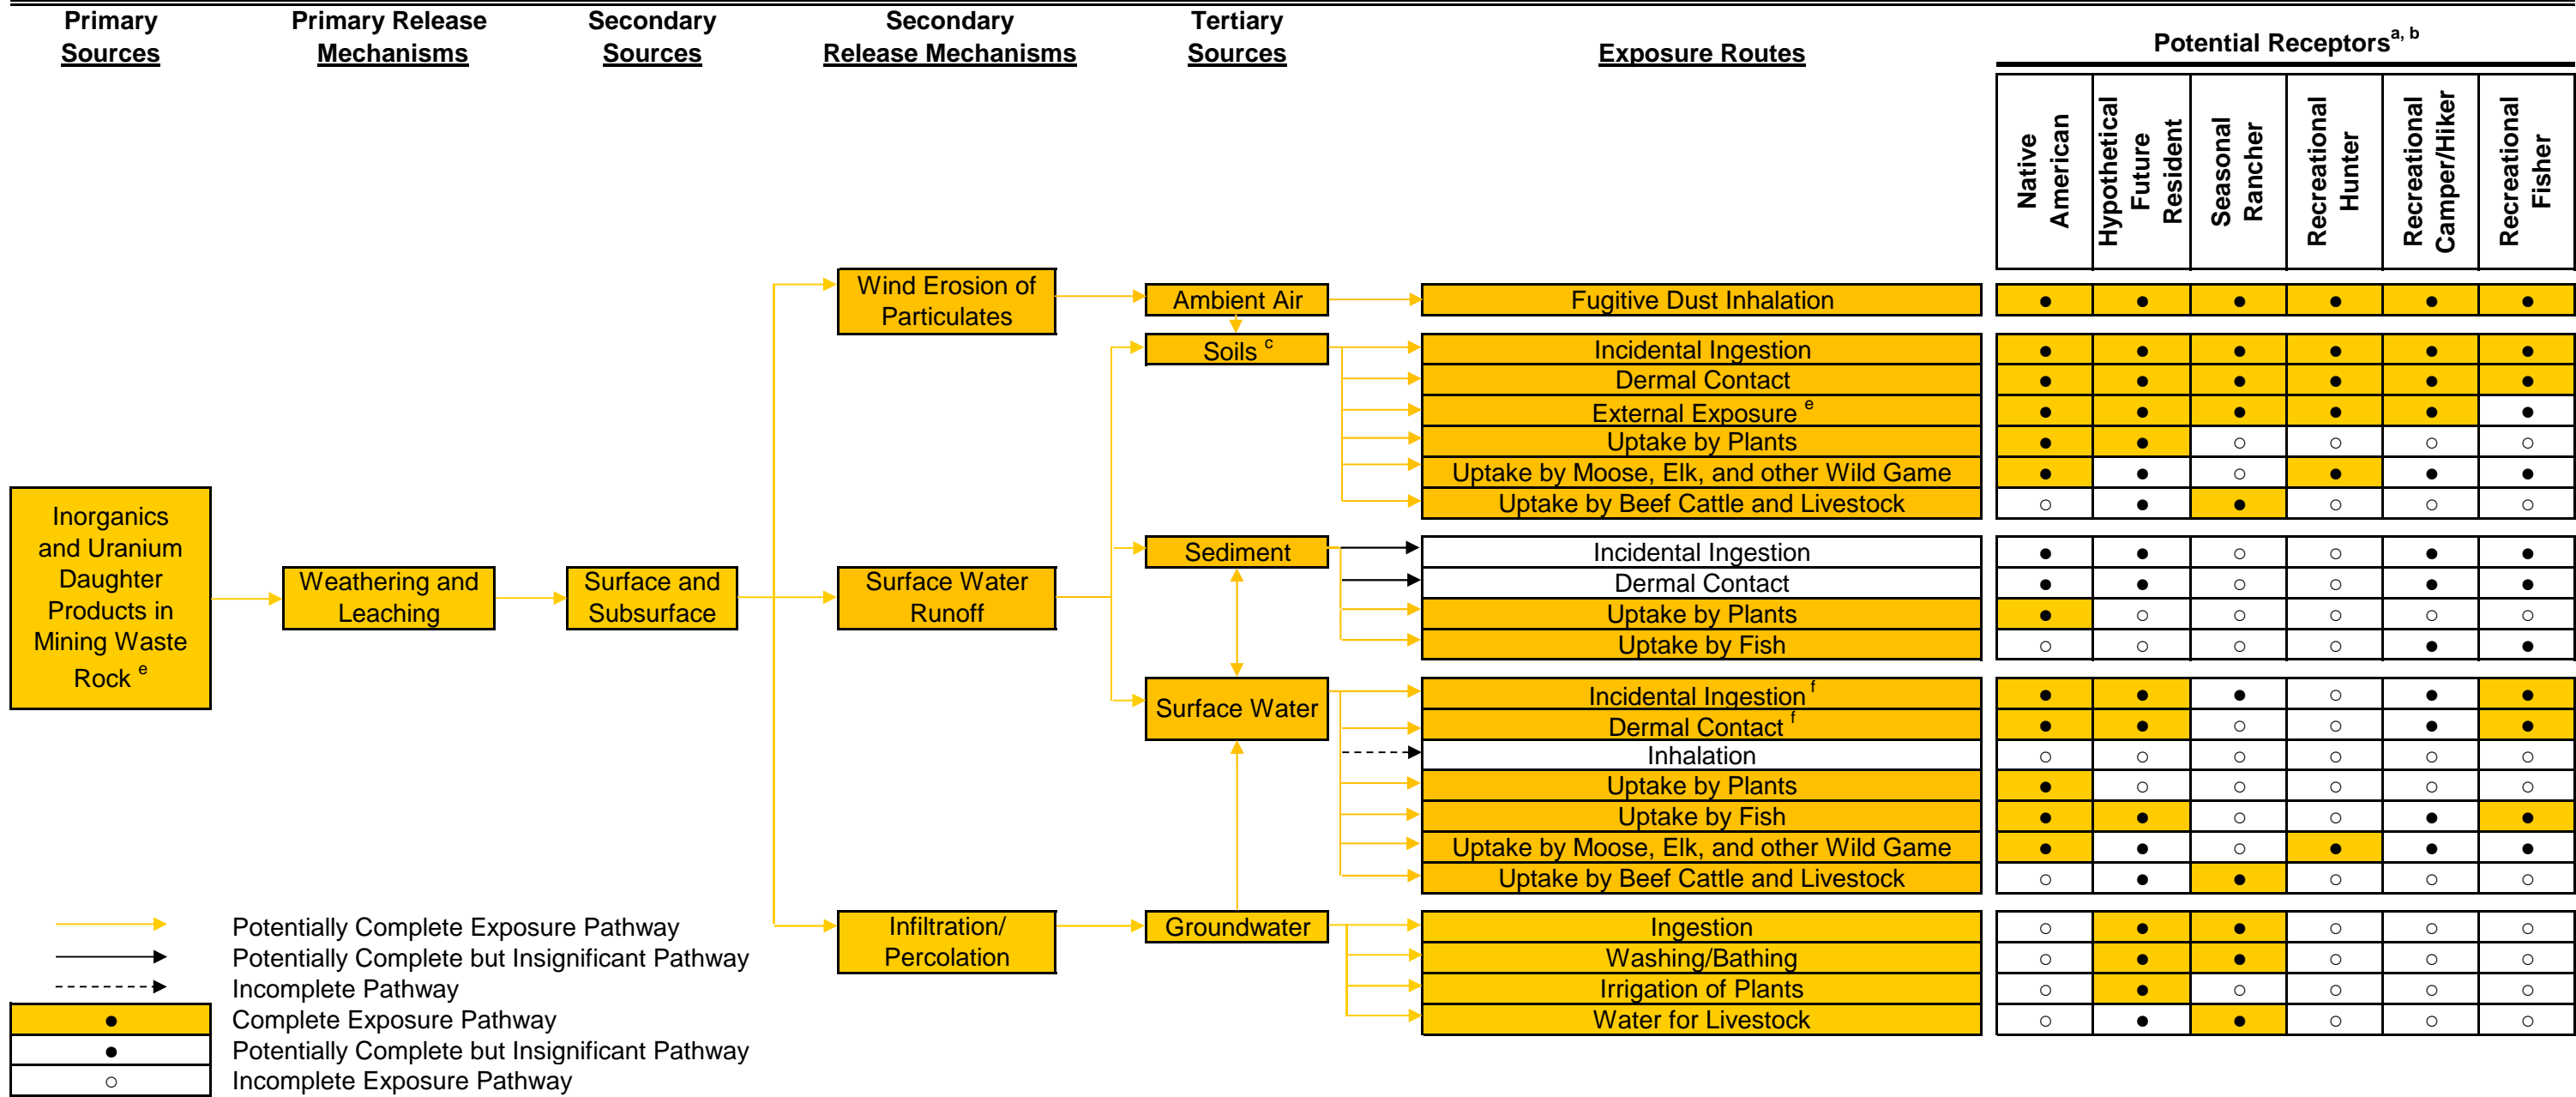 Primary
Sources
Primary Release
Mechanisms
Secondary
Sources
Secondary
Release Mechanisms
Tertiary
Sources
Exposure Routes
Potential Receptors a, b
Native
American
Hypothetical
Future
Resident
Seasonal
Rancher
Recreational
Hunter
Recreational
Camper/Hiker
Recreational
Fisher
Inorganics
and Uranium
Daughter
Products in
Mining Waste
Rock e
Weathering and
Leaching
Surface and
Subsurface
Wind Erosion of
Particulates
Ambient Air
Fugitive Dust Inhalation
● ● ● ● ● ●
Surface Water
Runoff
Soils c
Incidental Ingestion
● ● ● ● ● ●
Dermal Contact
● ● ● ● ● ●
External Exposure e
● ● ● ● ● ●
Uptake by Plants
● ● ○ ○ ○ ○
Uptake by Moose, Elk, and other Wild Game
● ● ○ ● ● ●
Uptake by Beef Cattle and Livestock
○ ● ● ○ ○ ○
Sediment
Incidental Ingestion
● ● ○ ○ ● ●
Dermal Contact
● ● ○ ○ ● ●
Uptake by Plants
● ○ ○ ○ ○ ○
Uptake by Fish
○ ○ ○ ○ ● ●
Surface Water
Incidental Ingestion f
● ● ● ○ ● ●
Dermal Contact f
● ● ○ ○ ● ●
Inhalation
○ ○ ○ ○ ○ ○
Uptake by Plants
● ○ ○ ○ ○ ○
Uptake by Fish
● ● ○ ○ ● ●
Uptake by Moose, Elk, and other Wild Game
● ● ○ ● ● ●
Uptake by Beef Cattle and Livestock
○ ● ● ○ ○ ○
Infiltration/
Percolation
Groundwater
Ingestion
○ ● ● ○ ○ ○
Washing/Bathing
○ ● ● ○ ○ ○
Irrigation of Plants
○ ● ○ ○ ○ ○
Water for Livestock
○ ● ● ○ ○ ○
Potentially Complete Exposure Pathway
Potentially Complete but Insignificant Pathway
Incomplete Pathway
● Complete Exposure Pathway
● Potentially Complete but Insignificant Pathway
○ Incomplete Exposure Pathway